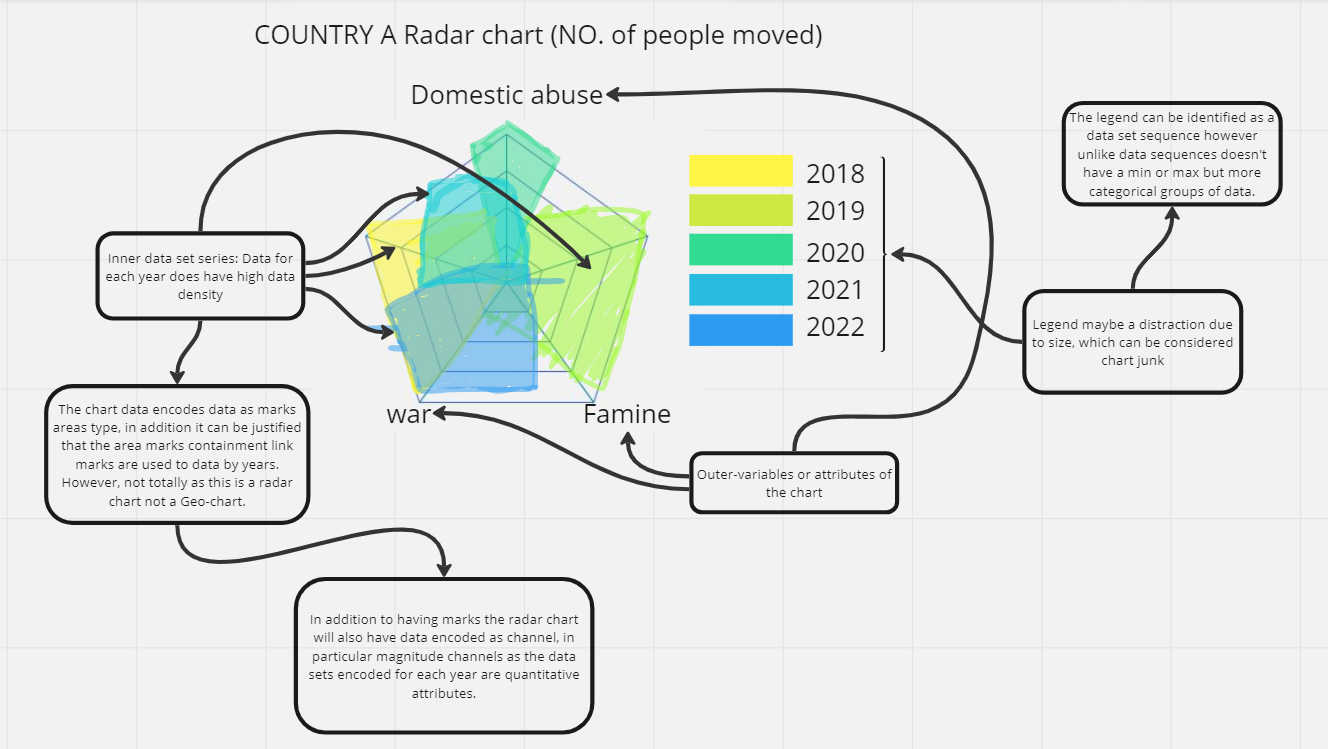 COUNTRY A Radar chart (NO. of people moved)
Domestic abuse
war
Famine
2018
2019
2020
2021
2022
The legend can be identified as a
data set sequence however
unlike data sequences doesn't
have a min or max but more
categorical groups of data.
Inner data set series: Data for
each year does have high data
density
Legend maybe a distraction due
to size, which can be considered
chart junk
The chart data encodes data as marks
areas type, in addition it can be justified
that the area marks containment link
marks are used to data by years.
However, not totally as this is a radar
chart not a Geo-chart.
Outer-variables or attributes of
the chart
In addition to having marks the radar chart
will also have data encoded as channel, in
particular magnitude channels as the data
sets encoded for each year are quantitative
attributes.